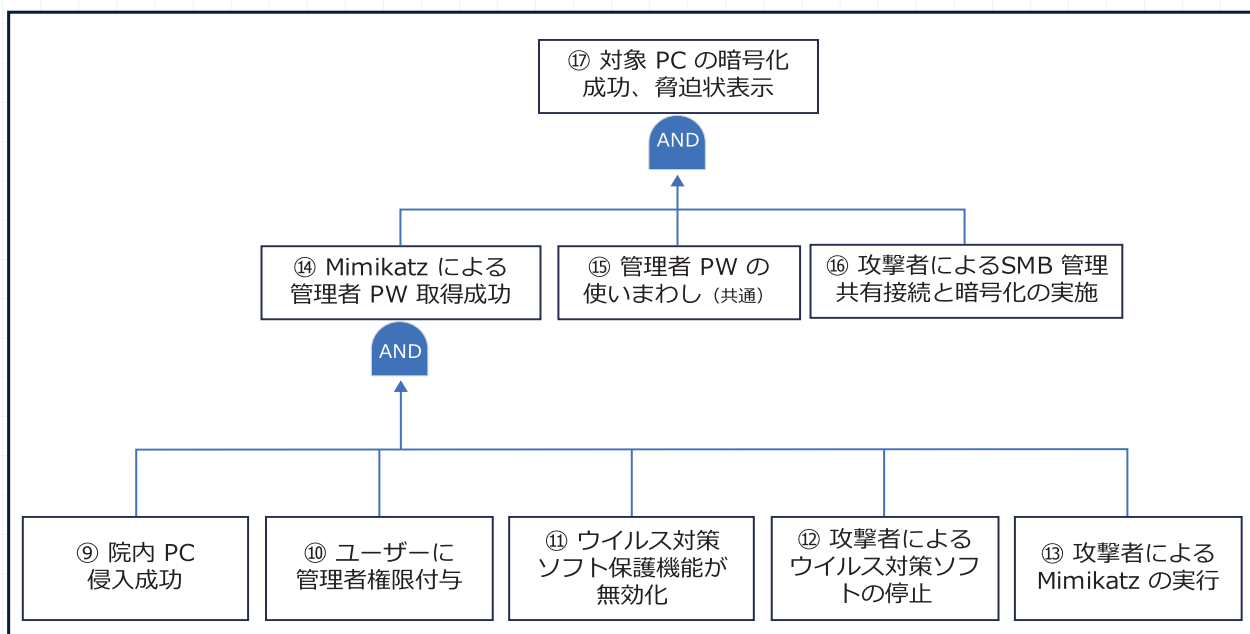 ⑰ 対象 PC の暗号化
成功、脅迫状表示
AND
⑭ Mimikatz による
管理者 PW 取得成功
⑮ 管理者 PW の
使いまわし（共通）
⑯ 攻撃者によるSMB 管理
共有接続と暗号化の実施
AND
⑨ 院内 PC
侵入成功
⑩ ユーザーに
管理者権限付与
⑪ ウイルス対策
ソフト保護機能が
無効化
⑫ 攻撃者による
ウイルス対策ソフ
トの停止
⑬ 攻撃者による
Mimikatz の実行